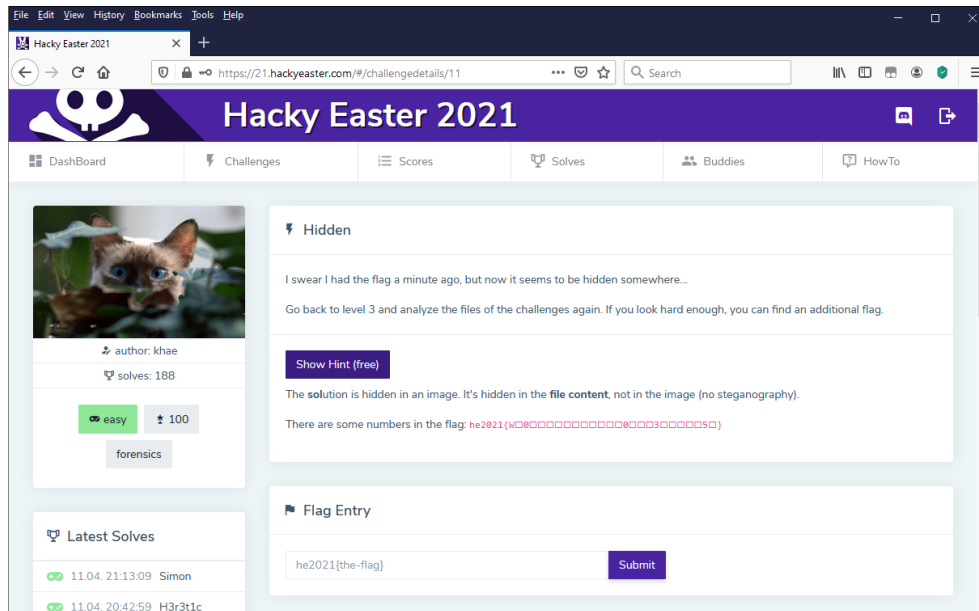 File Edit View History Bookmarks Tools Help
Hacky Easter 2021
https://21.hackyeaster.com/#/challengedetails/11
Search
Hacky Easter 2021
DashBoard
Challenges
Scores
Solves
Buddies
HowTo
author: khae
solves: 188
easy
100
forensics
Latest Solves
11.04. 21:13:09 Simon
11.04. 20:42:59 H3r3t1c
Hidden
I swear I had the flag a minute ago, but now it seems to be hidden somewhere...
Go back to level 3 and analyze the files of the challenges again. If you look hard enough, you can find an additional flag.
Show Hint (free)
The solution is hidden in an image. It's hidden in the file content, not in the image (no steganography).
There are some numbers in the flag: he2021{W□0□□□□□□□□□□□0□□□3□□□□□5□}
Flag Entry
he2021{the-flag}
Submit